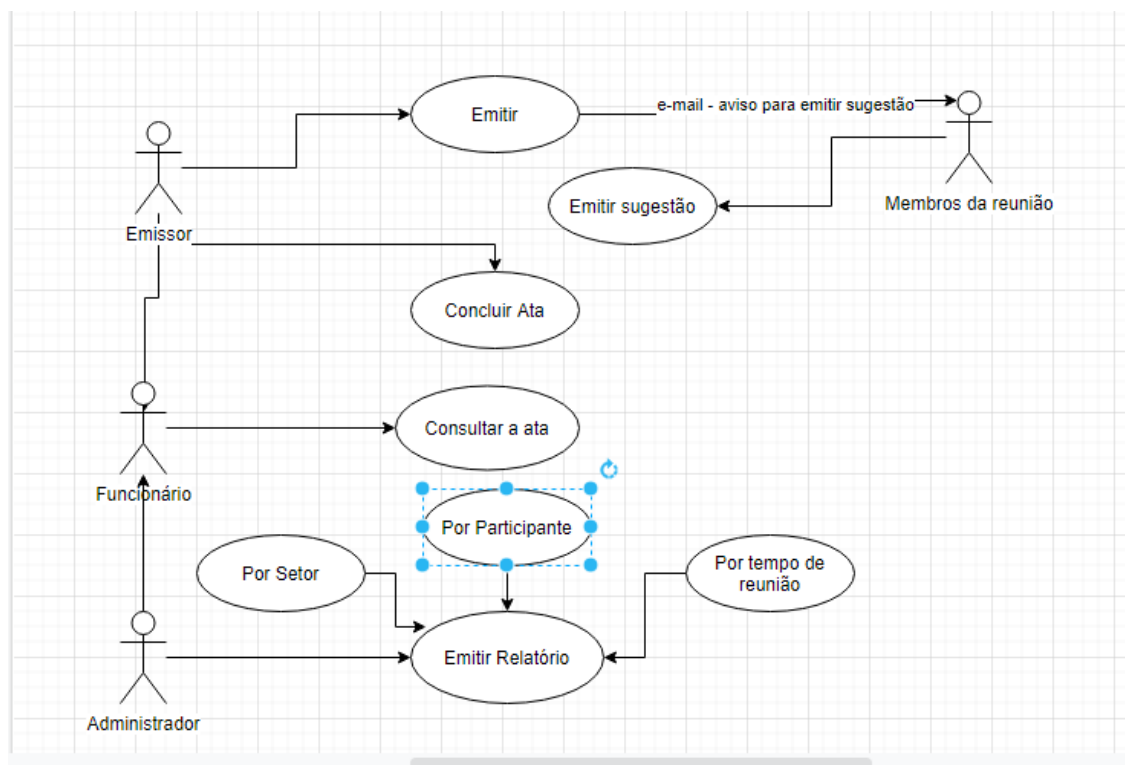 Emitir
e-mail - aviso para emitir sugestão
Membros da reunião
Emitir sugestão
Emissor
Concluir Ata
Consultar a ata
Funcionário
Por Participante
Por Setor
Por tempo de
reunião
Emitir Relatório
Administrador